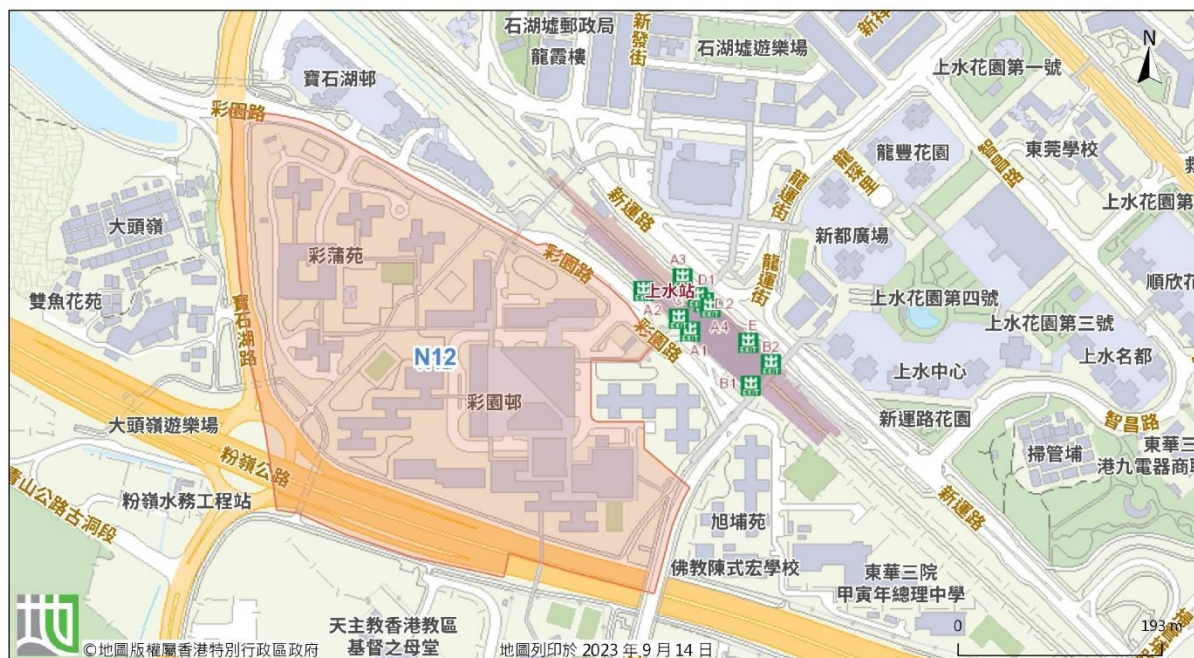 石湖墟郵政局
龍霞樓
新發街
石湖墟遊樂場
上水花園第一號
N
寶石湖邨
彩園路
龍豐花園
東莞學校
智昌路
龍琛里
龍運街
新運路
大頭嶺
彩蒲苑
彩園路
新都廣場
上水花園第
龍運街
雙魚花苑
寶石湖路
A3
上水站
D1
D2
A2
A4
A1
E
B2
B1
EXIT
彩園路
上水花園第四號
順欣花
上水花園第三號
上水名都
上水中心
N12
彩園邨
大頭嶺遊樂場
新運路花園
智昌路
掃管埔
東華三
港九電器商
粉嶺公路
粉嶺水務工程站
青山公路古洞段
旭埔苑
新運路
佛教陳式宏學校
東華三院
甲寅年總理中學
天主教香港教區
基督之母堂
0
193 m
©地圖版權屬香港特別行政區政府
地圖列印於 2023 年 9 月 14 日